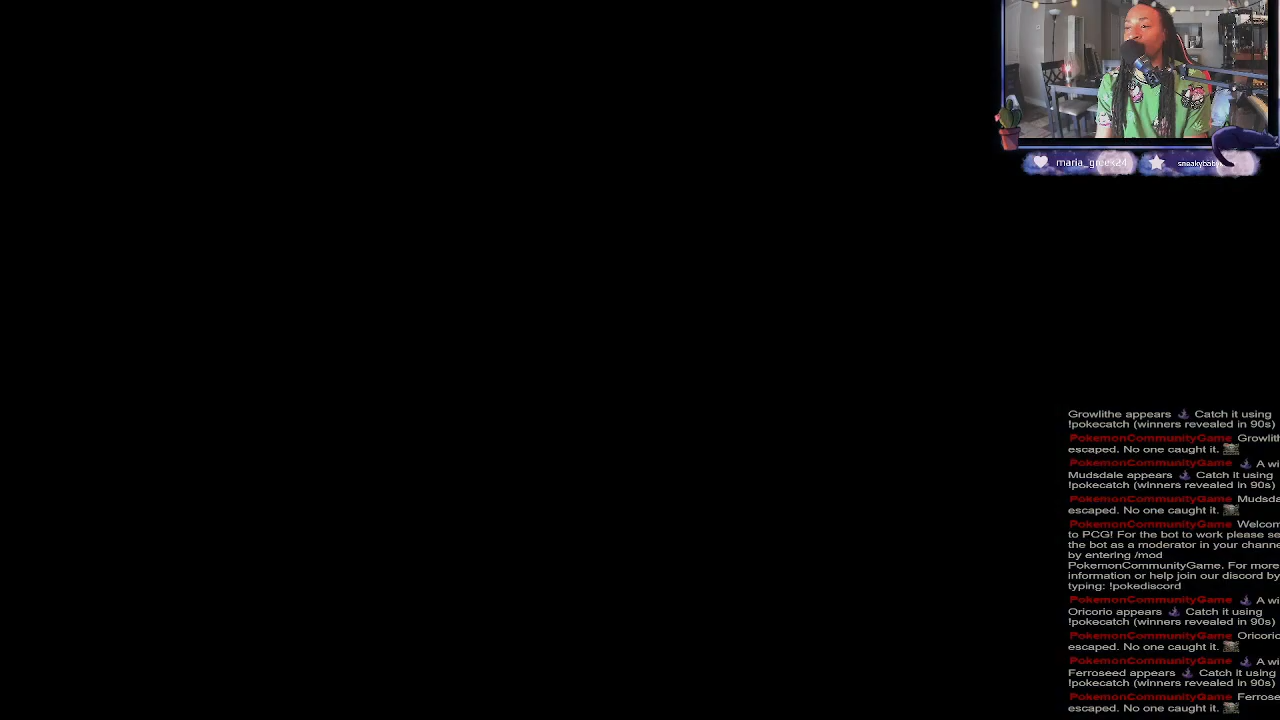 maria_greex24
Growlithe appears Catch it using
!pokecatch (winners revealed in 90s)
PokemonCommunityGame Growlith
escaped. No one caught it.
PokemonCommunityGame A wi
Mudsdale appears Catch it using
!pokecatch (winners revealed in 90s)
PokemonCommunityGame Mudsda
escaped. No one caught it.
PokemonCommunityGame Welcom
to PCG! For the bot to work please se
the bot as a moderator in your channe
by entering /mod
PokemonCommunityGame. For more
information or help join our discord by
typing: !pokediscord
PokemonCommunityGame A wi
Oricorio appears Catch it using
!pokecatch (winners revealed in 90s)
PokemonCommunityGame Oricorio
escaped. No one caught it.
PokemonCommunityGame A wi
Ferroseed appears Catch it using
!pokecatch (winners revealed in 90s)
PokemonCommunityGame Ferrose
escaped. No one caught it.